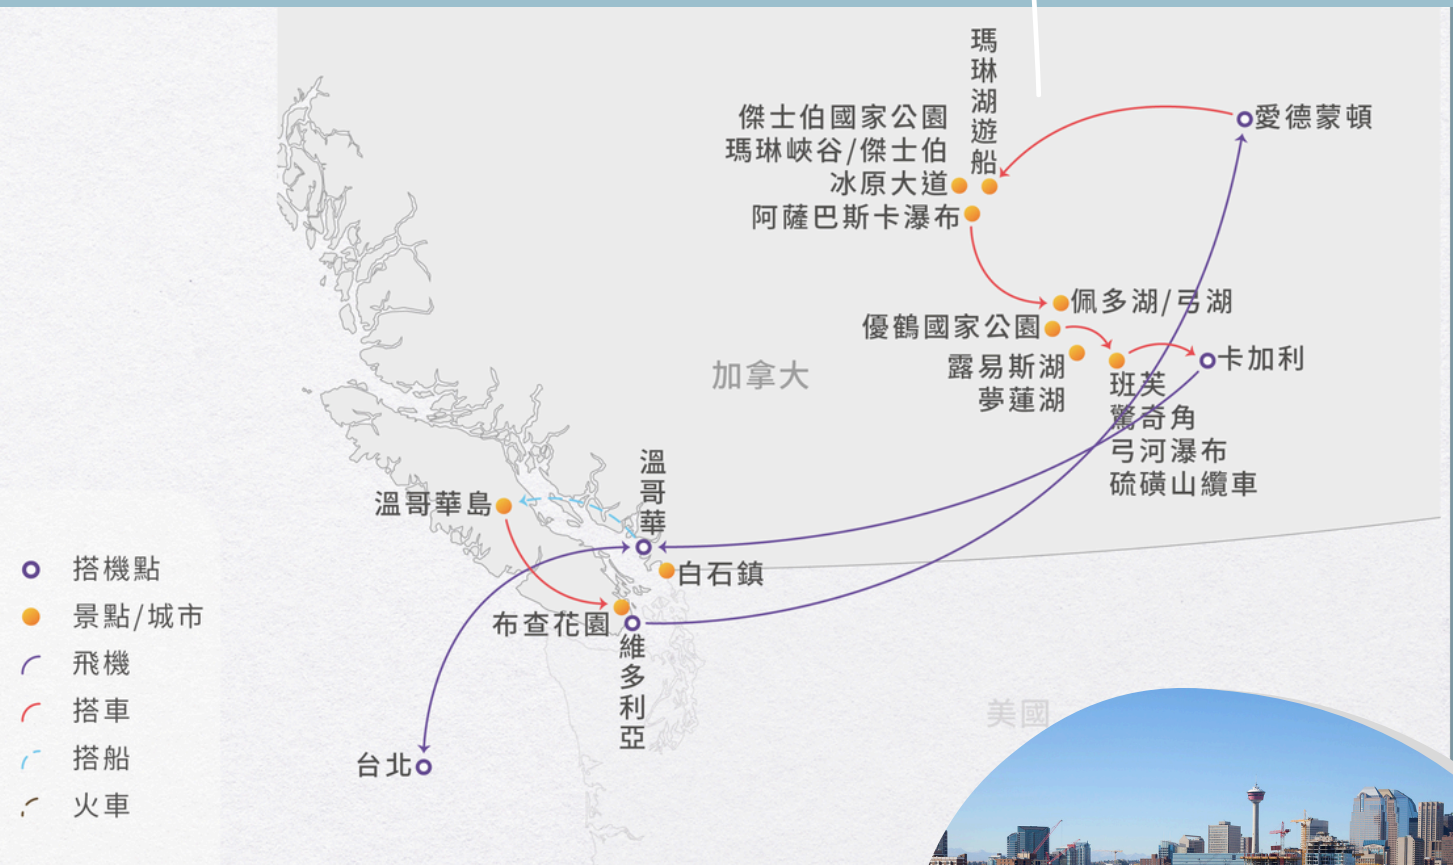 瑪琳湖遊船
傑士伯國家公園
瑪琳峽谷/傑士伯
冰原大道
阿薩巴斯卡瀑布
愛德蒙頓
佩多湖/弓湖
優鶴國家公園
露易斯湖
夢蓮湖
卡加利
班芙
驚奇角
弓河瀑布
硫磺山纜車
加拿大
溫哥華
溫哥華島
白石鎮
布查花園
維多利亞
美國
台北
搭機點
景點/城市
飛機
搭車
搭船
火車